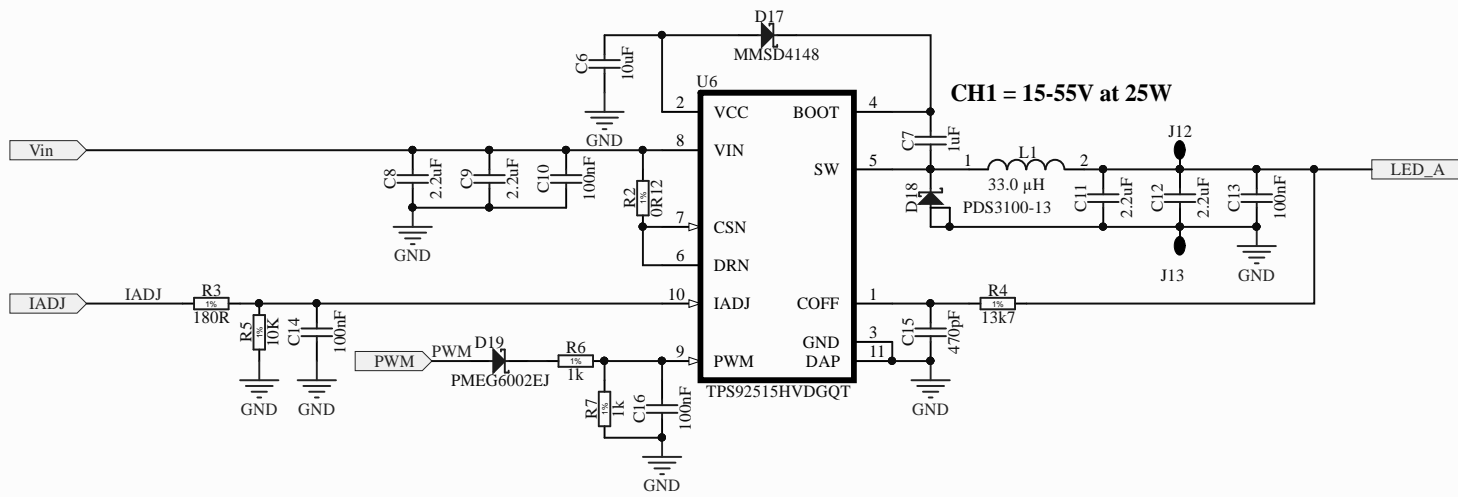 D17
MMSD4148
C6
10uF
GND
U6
CH1 = 15-55V at 25W
2
VCC
BOOT
4
C7
1uF
J12
Vin
8
VIN
C8
2.2uF
C9
2.2uF
C10
100nF
R2
1%
0R12
SW
5
1
L1
2
33.0 µH
LED_A
D18
PDS3100-13
C11
2.2uF
C12
2.2uF
C13
100nF
7
CSN
6
DRN
GND
J13
GND
IADJ
IADJ
R3
1%
180R
10
IADJ
COFF
1
R4
1%
13k7
R5
1%
10K
C14
100nF
C15
470pF
GND
3
DAP
11
PWM
PWM
D19
PMEG6002EJ
R6
1%
1k
9
PWM
GND
GND
TPS92515HVDGQT
GND
R7
1%
1k
C16
100nF
GND